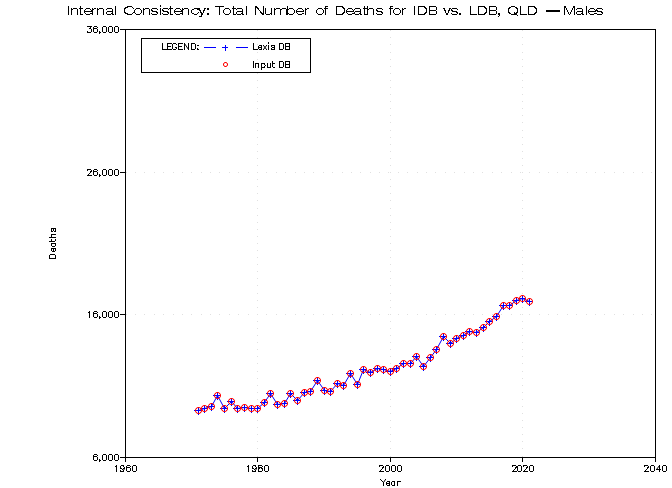 Internal Consistency: Total Number of Deaths for IDB vs. LDB, QLD — Males
LEGEND: Lexis DB
Input DB
36,000
26,000
16,000
6,000
Deaths
1960 1980 2000 2020 2040
Year